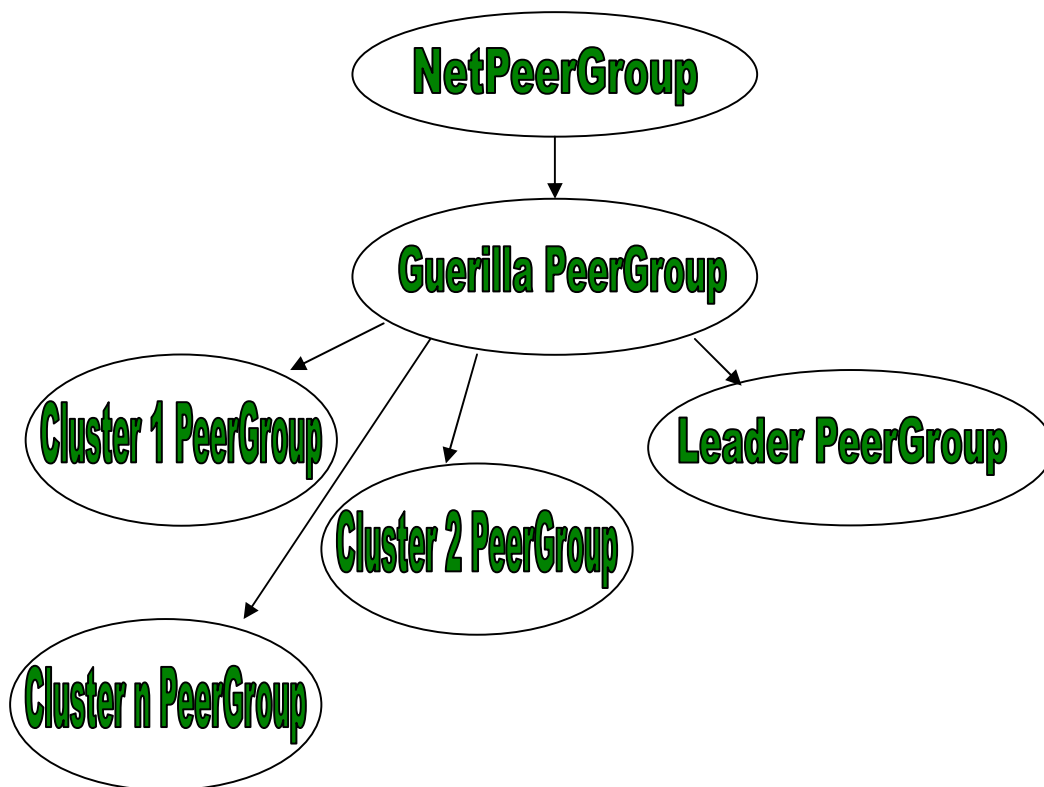 NetPeerGroup
Guerilla PeerGroup
Cluster 1 PeerGroup
Leader PeerGroup
Cluster 2 PeerGroup
Cluster n PeerGroup